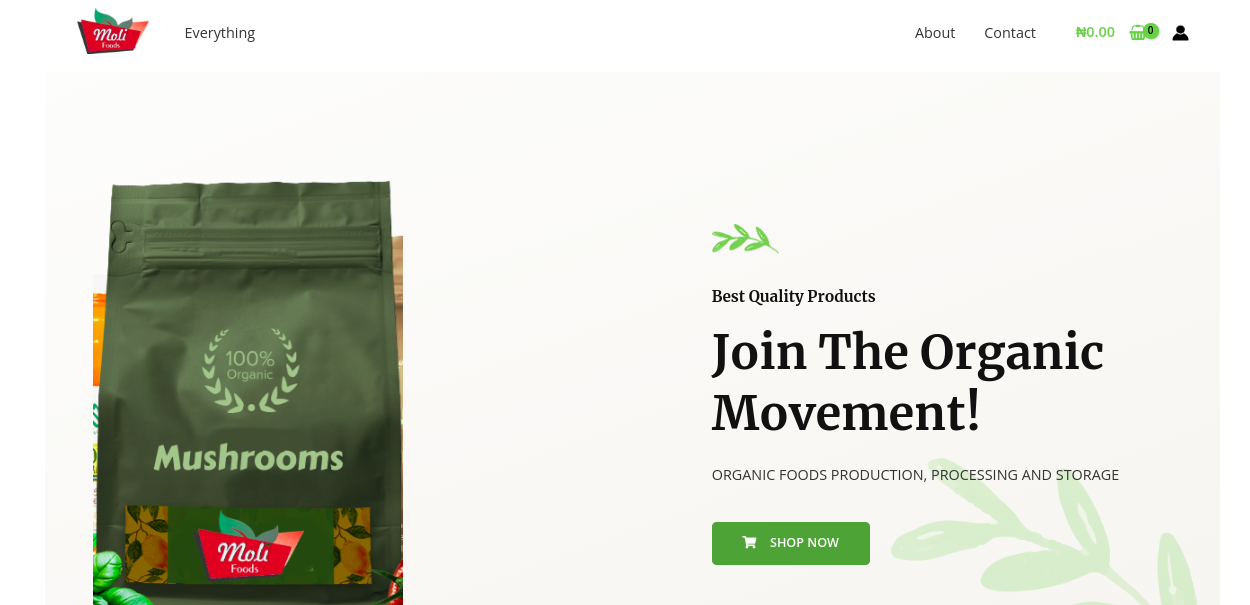 Moli
Foods
Everything
About
Contact
₦0.00
0
100%
Organic
Mushrooms
Moli
Foods
Best Quality Products
Join The Organic
Movement!
ORGANIC FOODS PRODUCTION, PROCESSING AND STORAGE
SHOP NOW